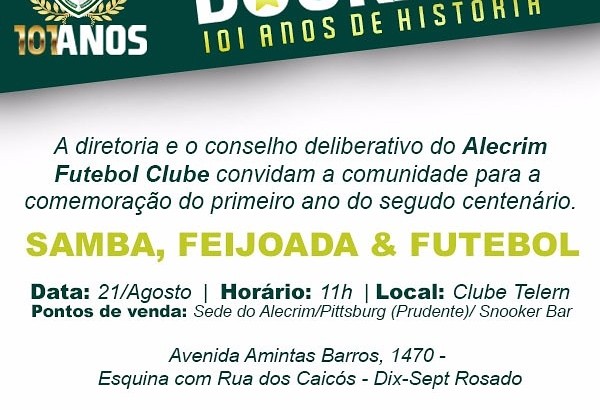 101 ANOS
101 ANOS DE HISTÓRIA
A diretoria e o conselho deliberativo do Alecrim
Futebol Clube convidam a comunidade para a
comemoração do primeiro ano do segudo centenário.
SAMBA, FEIJOADA & FUTEBOL
Data: 21/Agosto | Horário: 11h | Local: Clube Telern
Pontos de venda: Sede do Alecrim/Pittsburg (Prudente)/ Snooker Bar
Avenida Amintas Barros, 1470 -
Esquina com Rua dos Caicós - Dix-Sept Rosado